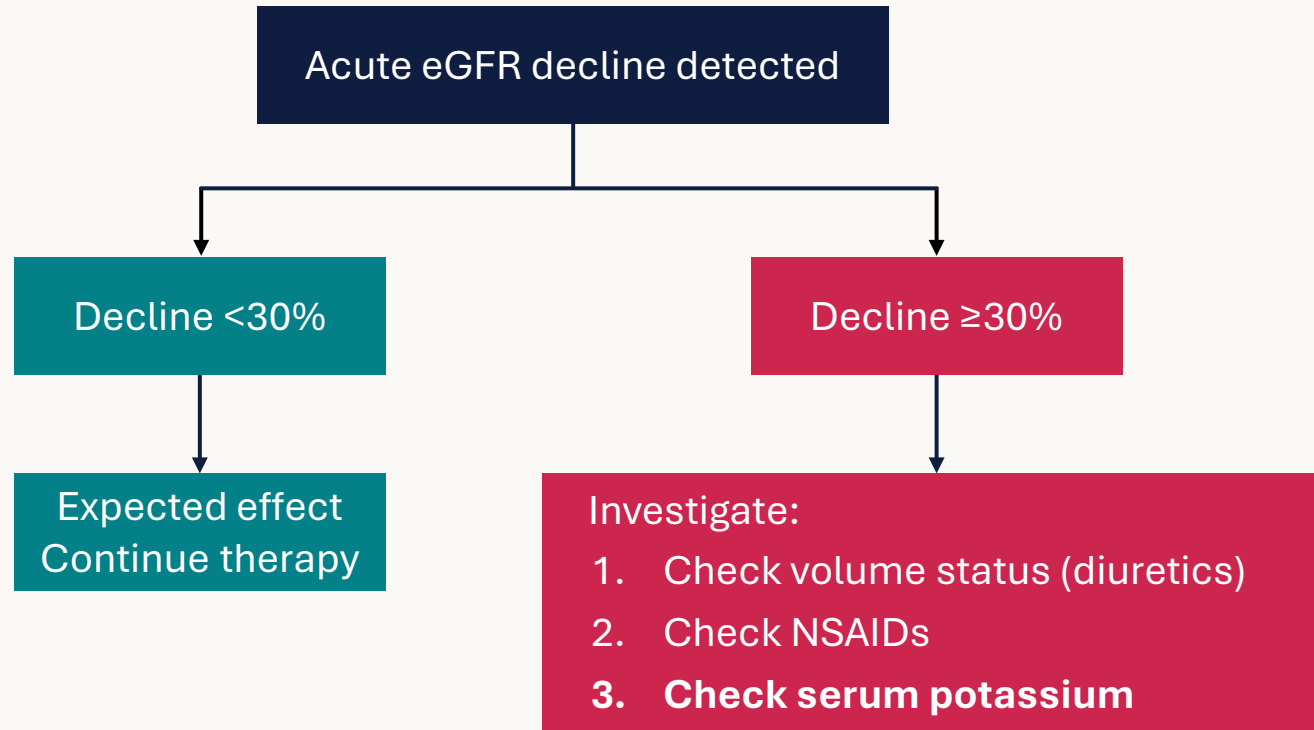 Acute eGFR decline detected
Decline <30%
Decline ≥30%
Expected effect
Continue therapy
Investigate:
1. Check volume status (diuretics)
2. Check NSAIDs
3. Check serum potassium